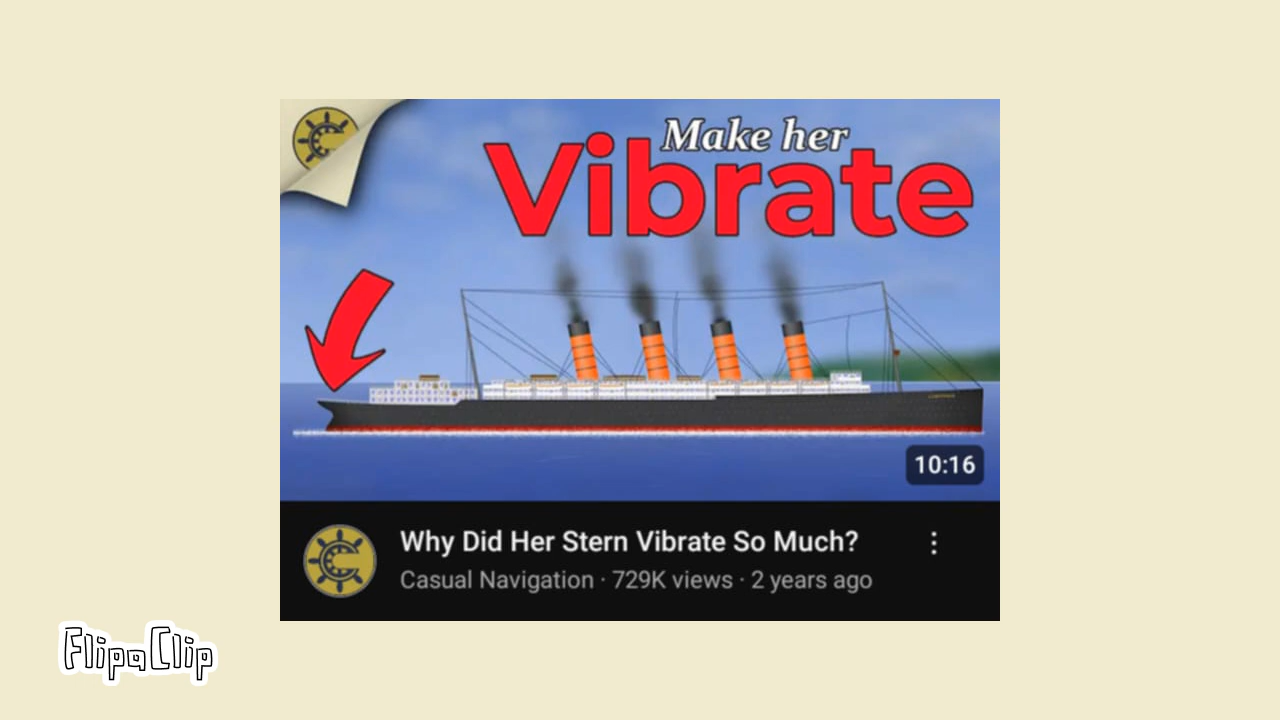 Make her
Vibrate
10:16
Why Did Her Stern Vibrate So Much?
Casual Navigation · 729K views · 2 years ago
FlipaClip